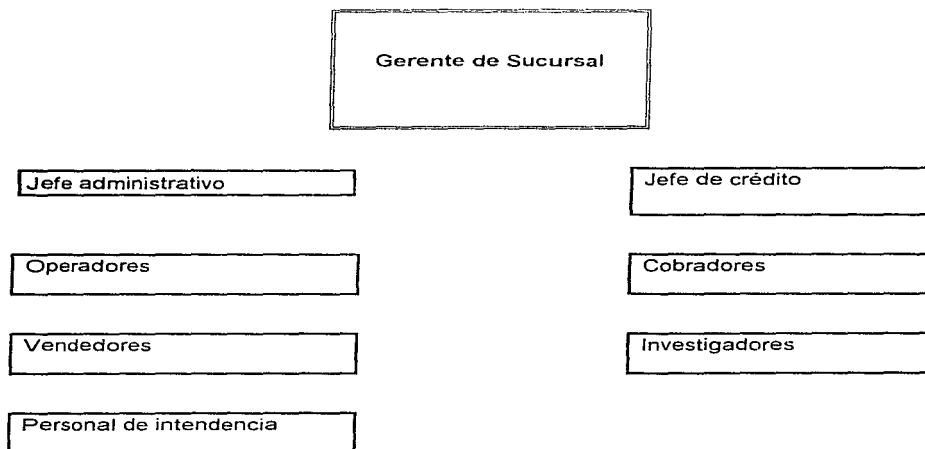 Gerente de Sucursal
Jefe administrativo
Jefe de crédito
Operadores
Cobradores
Vendedores
Investigadores
Personal de intendencia